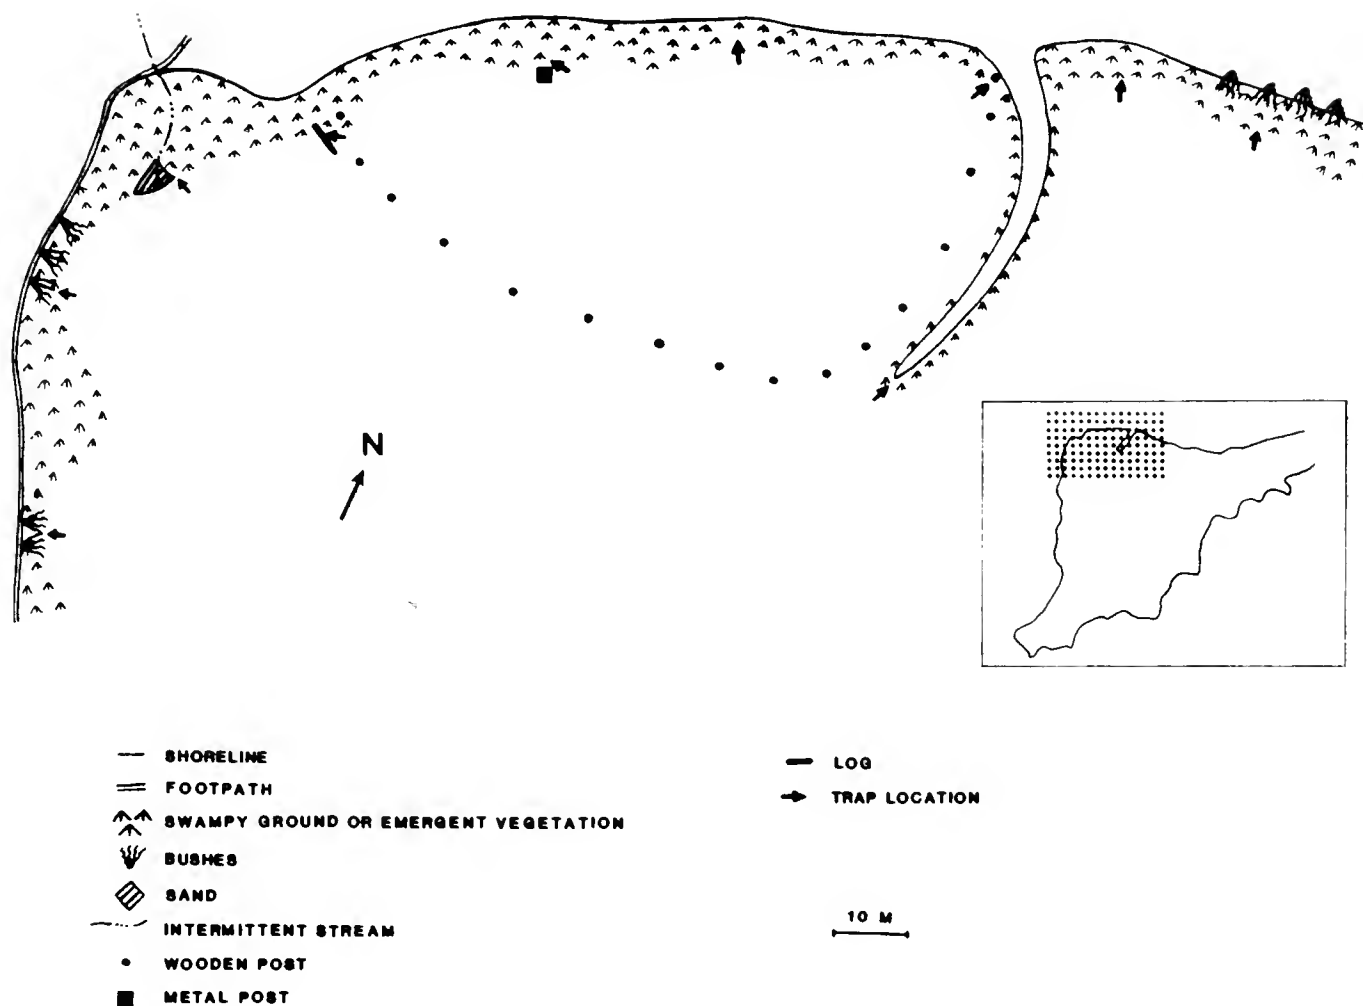 N
SHORELINE
FOOTPATH
SWAMPY GROUND OR EMERGENT VEGETATION
BUSHES
SAND
INTERMITTENT STREAM
WOODEN POST
METAL POST
LOG
TRAP LOCATION
10 M